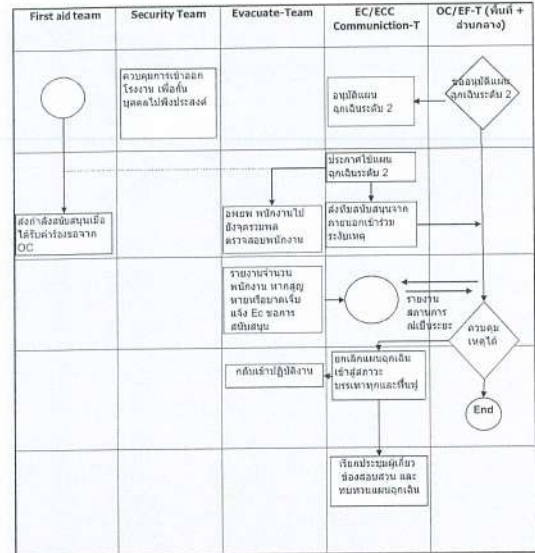 First aid team
Security Team
Evacuate-Team
EC/ECC
Communiction-T
OC/EF-T (พื้นที่ +
ส่วนกลาง)
ควบคุมการเข้าออก
โรงงาน เพื่อกัน
บุคคลไม่พึงประสงค์
อนุมัติแผน
ฉุกเฉินระดับ 2
ขออนุมัติแผน
ฉุกเฉินระดับ 2
ประกาศใช้แผน
ฉุกเฉินระดับ 2
ส่งกำลังสนับสนุนเมื่อ
ได้รับคำร้องขอจาก
OC
อพยพ พนักงานไป
ยังจุดรวมพล
ตรวจสอบพนักงาน
ส่งทีมสนับสนุนจาก
ภายนอกเข้าร่วม
ระงับเหตุ
รายงานจำนวน
พนักงาน หากสูญ
หายหรือบาดเจ็บ
แจ้ง Ec ขอการ
สนับสนุน
รายงาน
สถานการ
ณ์เป็นระยะ
ควบคุม
เหตุได้
กลับเข้าปฏิบัติงาน
ยกเลิกแผนฉุกเฉิน
เข้าสู่สภาวะ
บรรเทาทุกและฟื้นฟู
End
เรียกประชุมผู้เกี่ยว
ข้องสอบสวน และ
ทบทวนแผนฉุกเฉิน